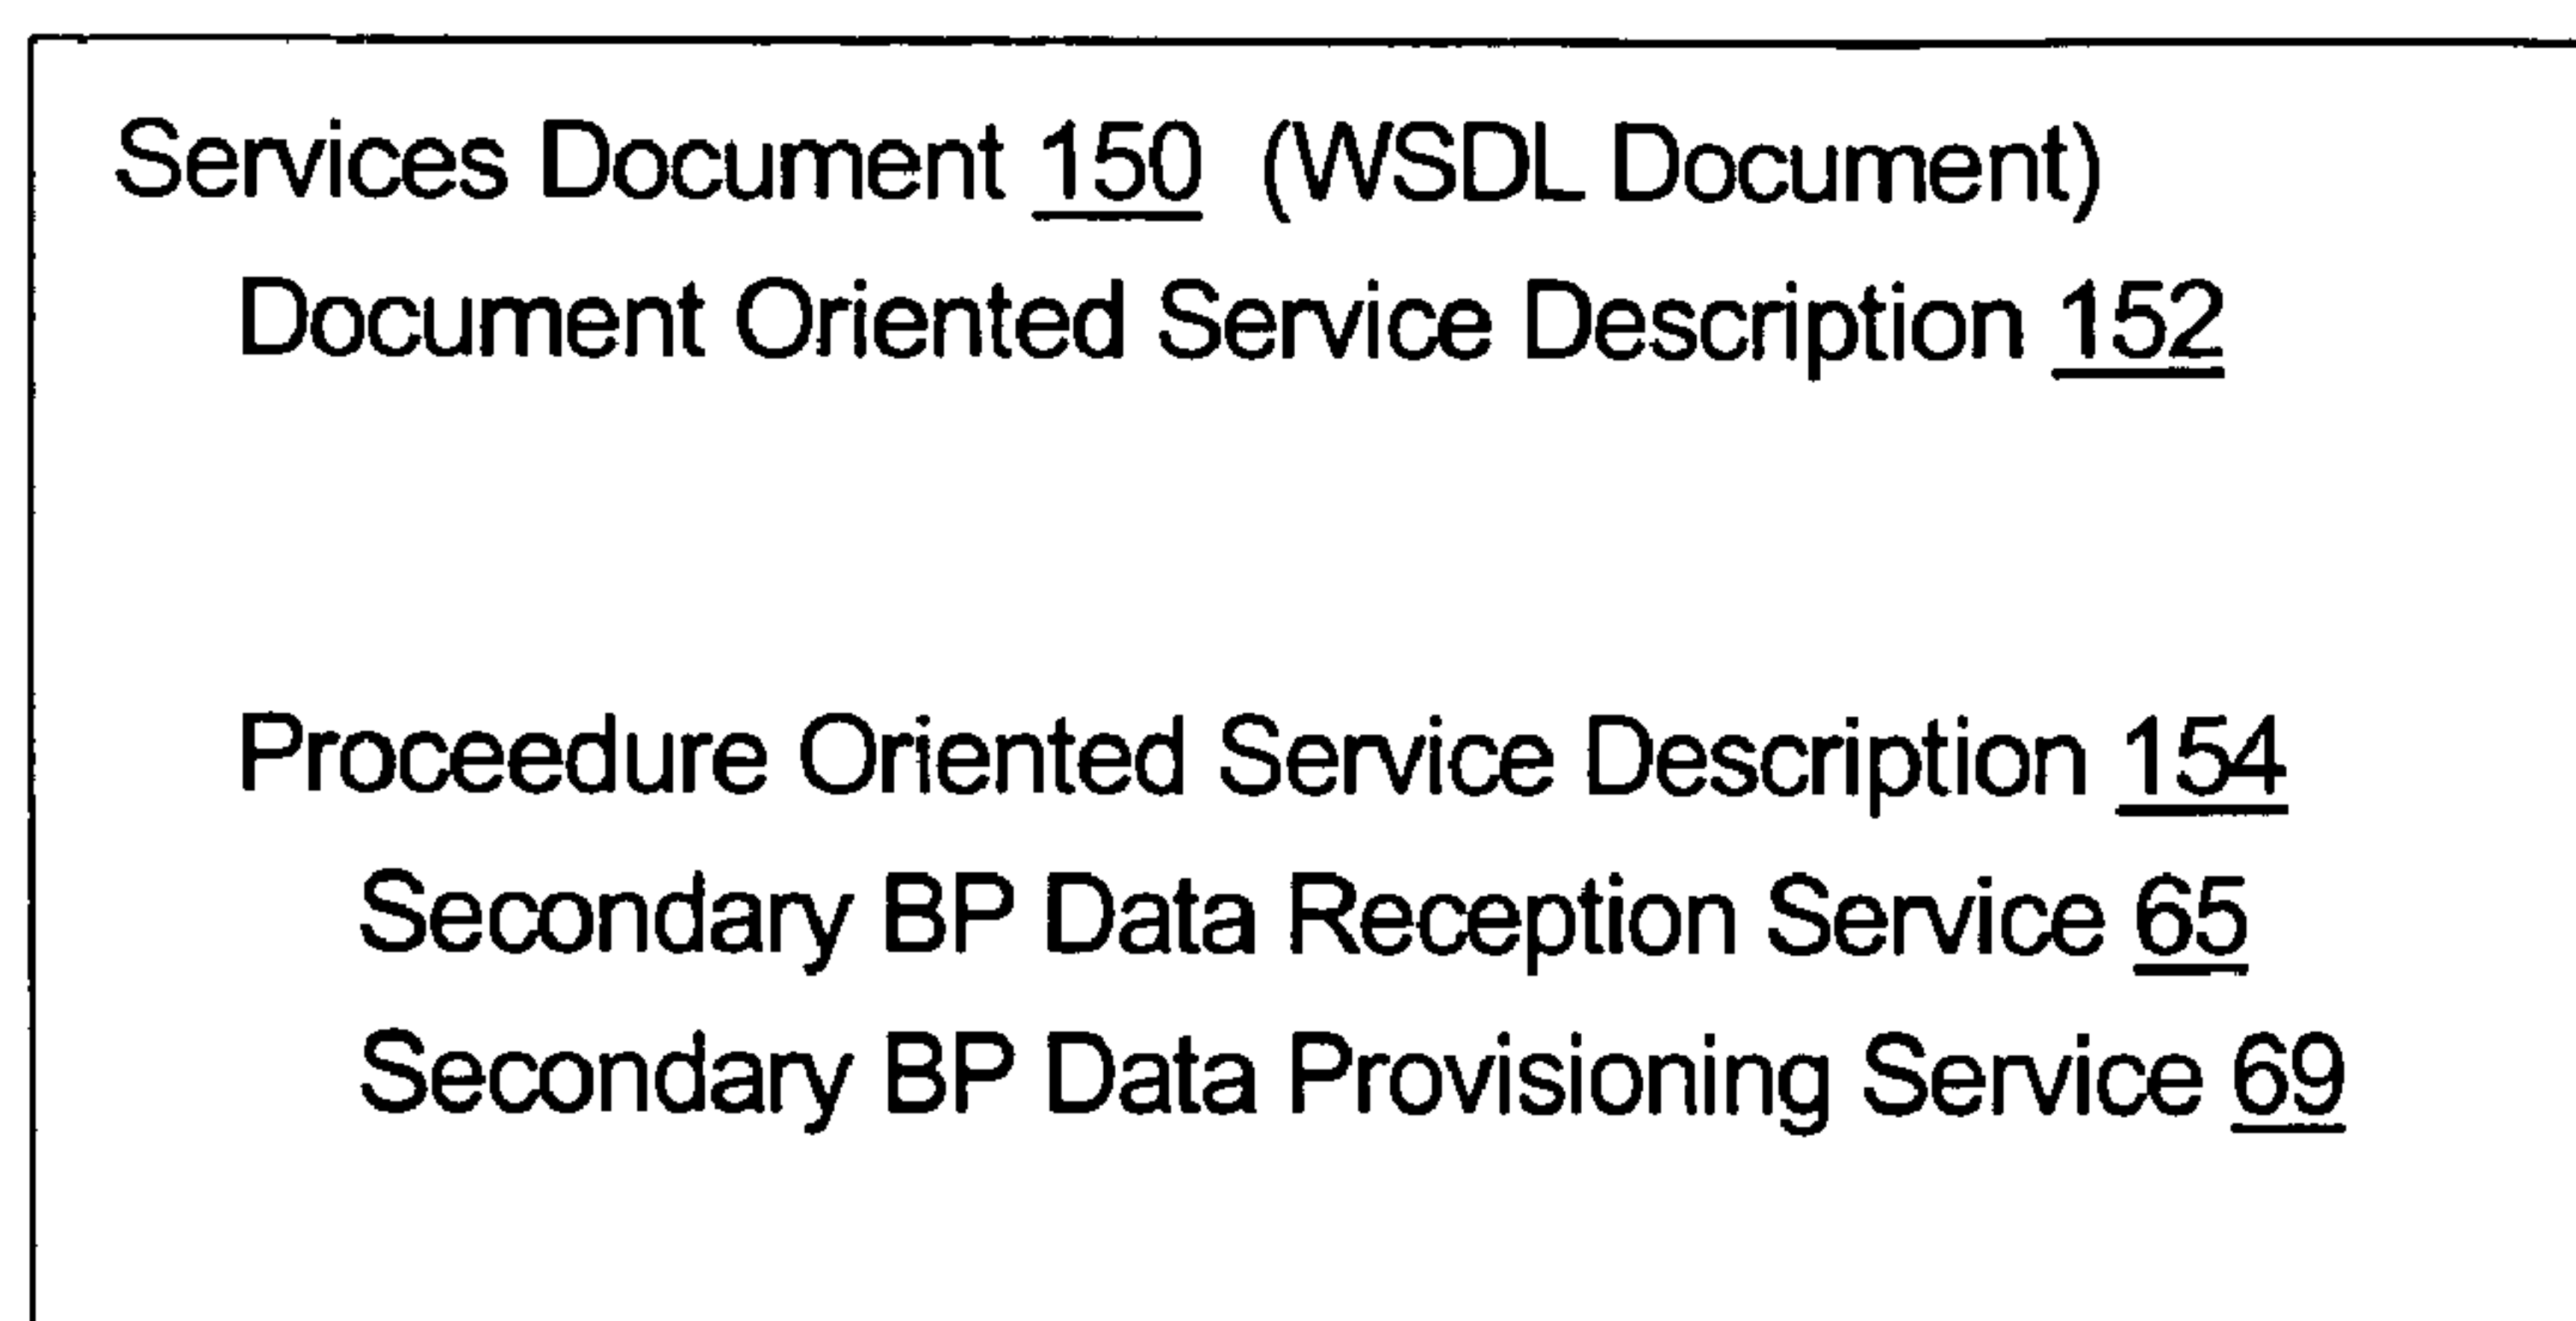 Services Document 150 (WSDL Document)
Document Oriented Service Description 152
Proceedure Oriented Service Description 154
Secondary BP Data Reception Service 65
Secondary BP Data Provisioning Service 69